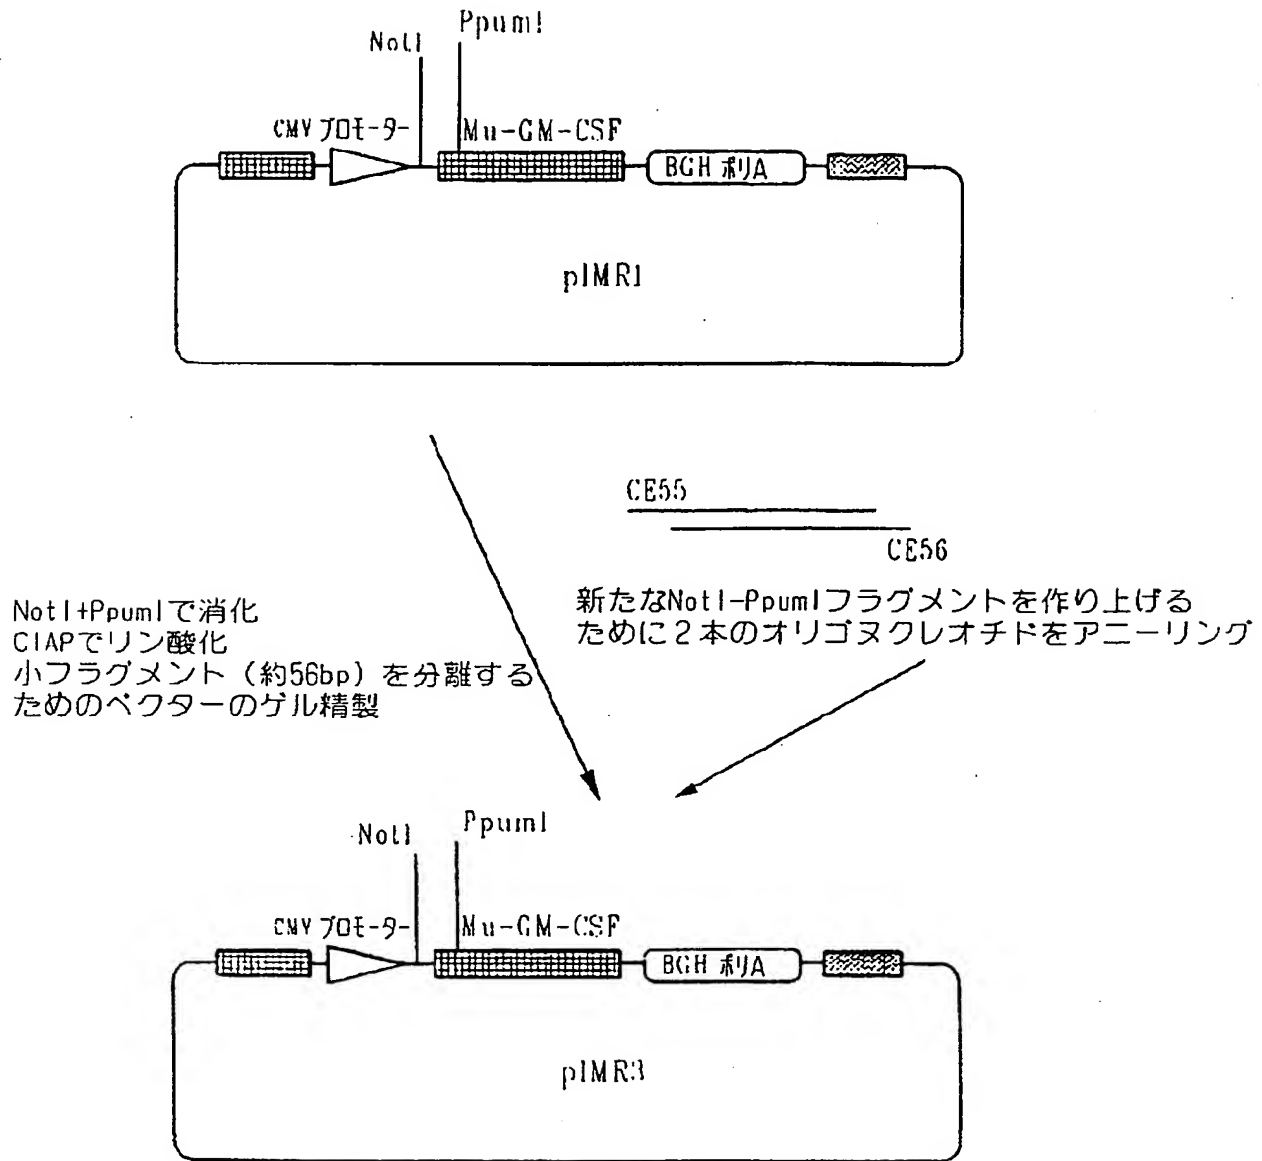 NotI
PpumI
CMV プロモーター
Mu-GM-CSF
BGH ポリA
pIMR1
CE55
CE56
NotI+PpumIで消化
CIAPでリン酸化
小フラグメント（約56bp）を分離する
ためのベクターのゲル精製
新たなNotI-PpumIフラグメントを作り上げる
ために２本のオリゴヌクレオチドをアニーリング
NotI
PpumI
CMV プロモーター
Mu-GM-CSF
BGH ポリA
pIMR3